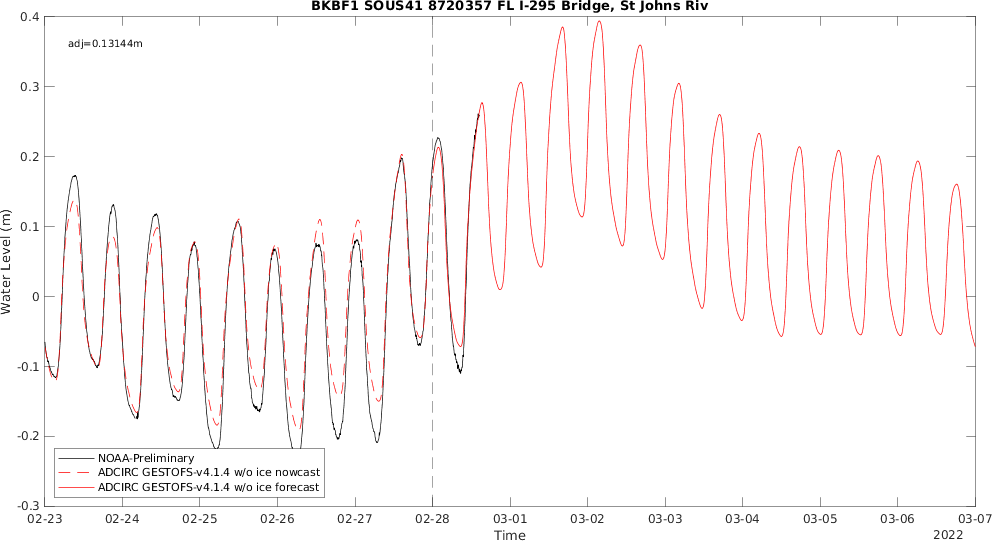 BKBF1 SOUS41 8720357 FL I-295 Bridge, St Johns Riv
adj=0.13144m
0.4
0.3
0.2
0.1
0
-0.1
-0.2
-0.3
Water Level (m)
NOAA-Preliminary
ADCIRC GESTOFS-v4.1.4 w/o ice nowcast
ADCIRC GESTOFS-v4.1.4 w/o ice forecast
02-23 02-24 02-25 02-26 02-27 02-28 03-01 03-02 03-03 03-04 03-05 03-06 03-07
Time
2022